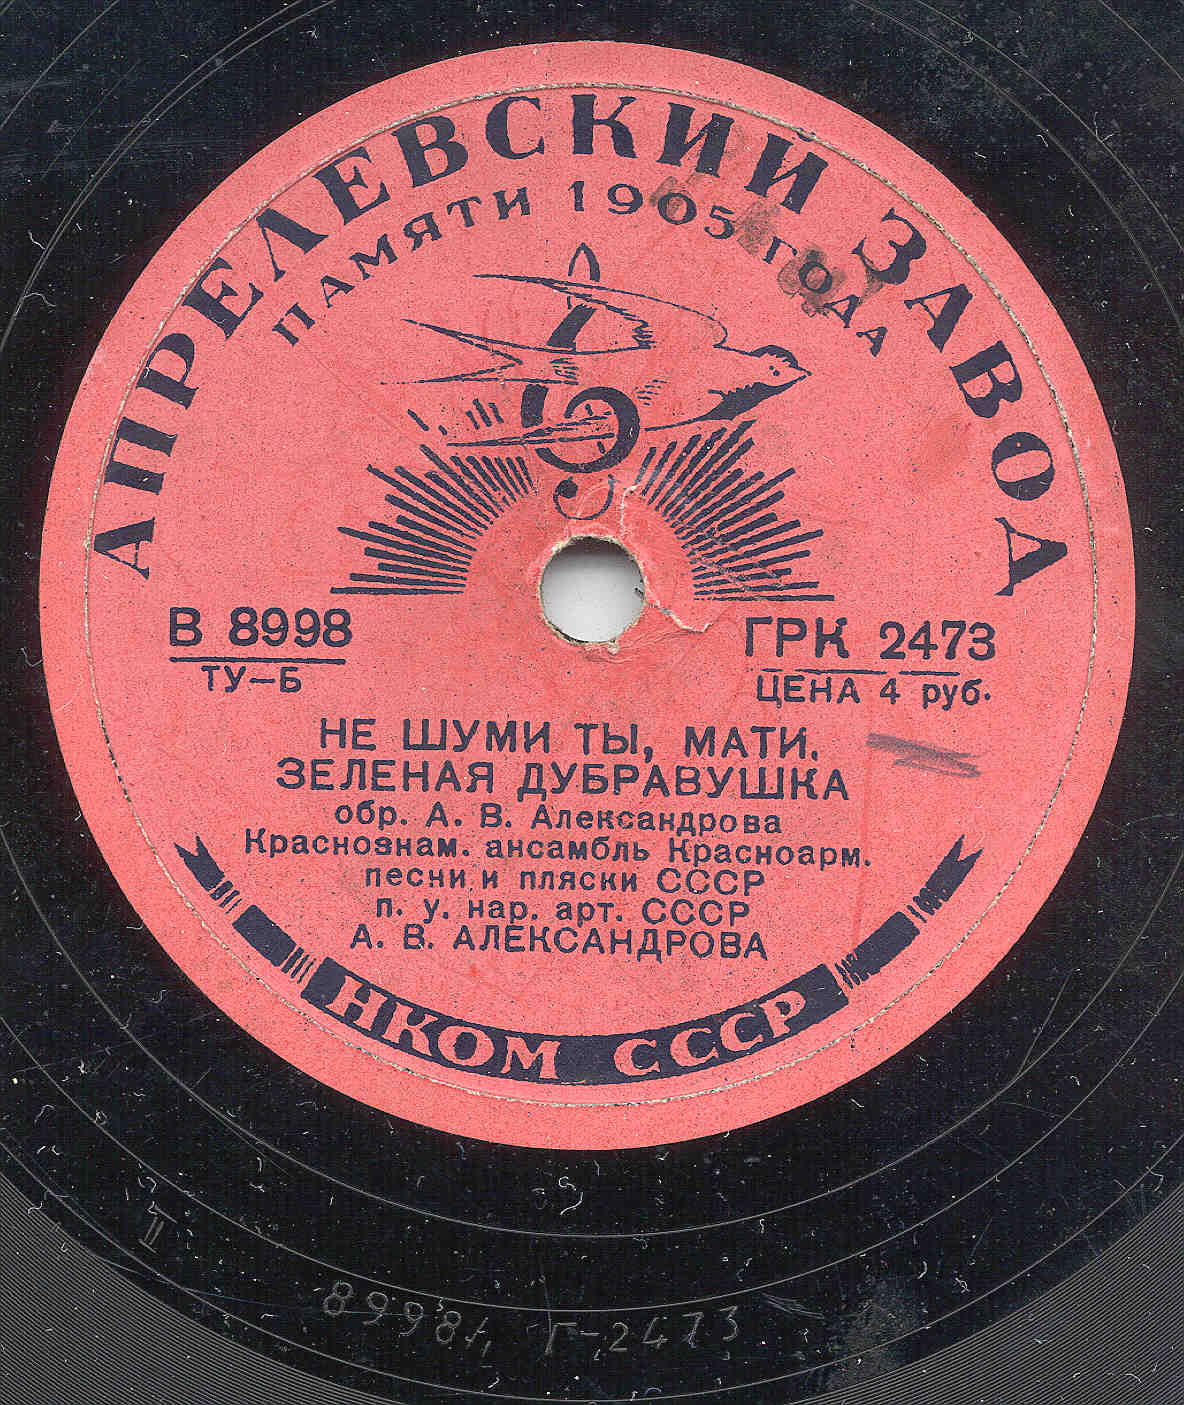 АПРЕЛЕВСКИЙ ЗАВОД
ПАМЯТИ 1905 ГОДА
В 8998
ТУ-Б
ГРК 2473
ЦЕНА 4 руб.
НЕ ШУМИ ТЫ, МАТИ.
ЗЕЛЕНАЯ ДУБРАВУШКА
обр. А. В. Александрова
Краснознам. ансамбль Красноарм.
песни и пляски СССР
п. у. нар. арт. СССР
А. В. АЛЕКСАНДРОВА
НКОМ СССР
II
Г-2473